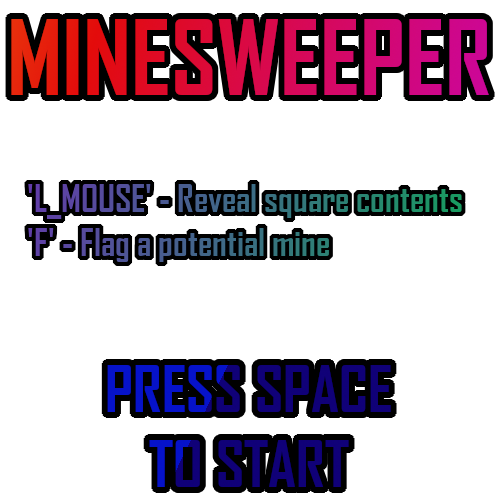 MINESWEEPER
'L_MOUSE' - Reveal square contents
'F' - Flag a potential mine
PRESS SPACE
TO START